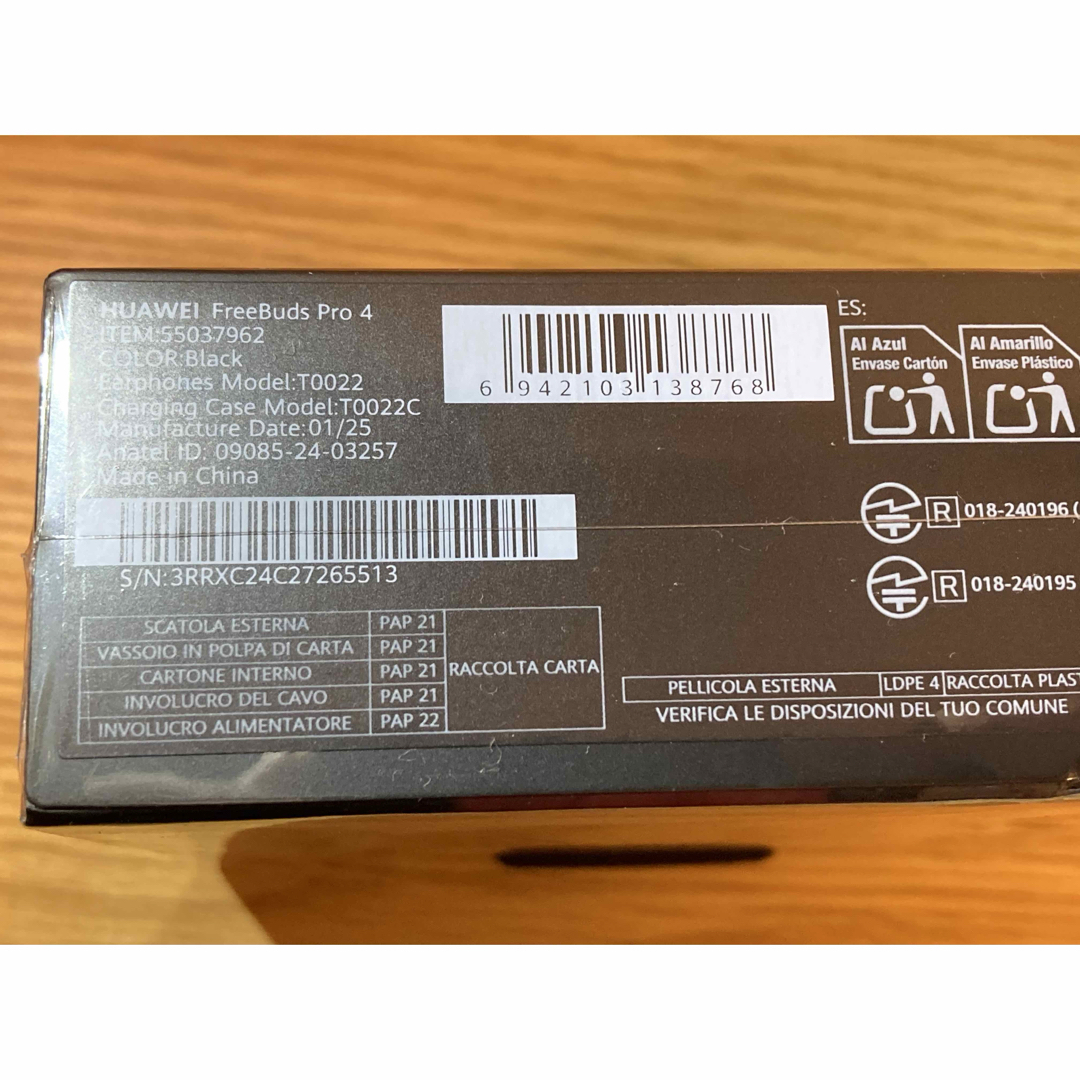 HUAWEI FreeBuds Pro 4
ITEM:55037962
COLOR:Black
Earphones Model:T0022
Charging Case Model:T0022C
Manufacture Date:01/25
Anatel ID: 09085-24-03257
Made in China
S/N:3RRXC24C27265513
6 942103 138768
ES:
Al Azul
Envase Cartón
Al Amarillo
Envase Plástico
R 018-240196 (
R 018-240195
SCATOLA ESTERNA PAP 21
VASSOIO IN POLPA DI CARTA PAP 21
CARTONE INTERNO PAP 21
INVOLUCRO DEL CAVO PAP 21
INVOLUCRO ALIMENTATORE PAP 22
RACCOLTA CARTA
PELLICOLA ESTERNA LDPE 4 RACCOLTA PLAST
VERIFICA LE DISPOSIZIONI DEL TUO COMUNE